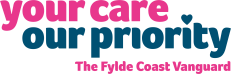 your care
our priority
The Fylde Coast Vanguard